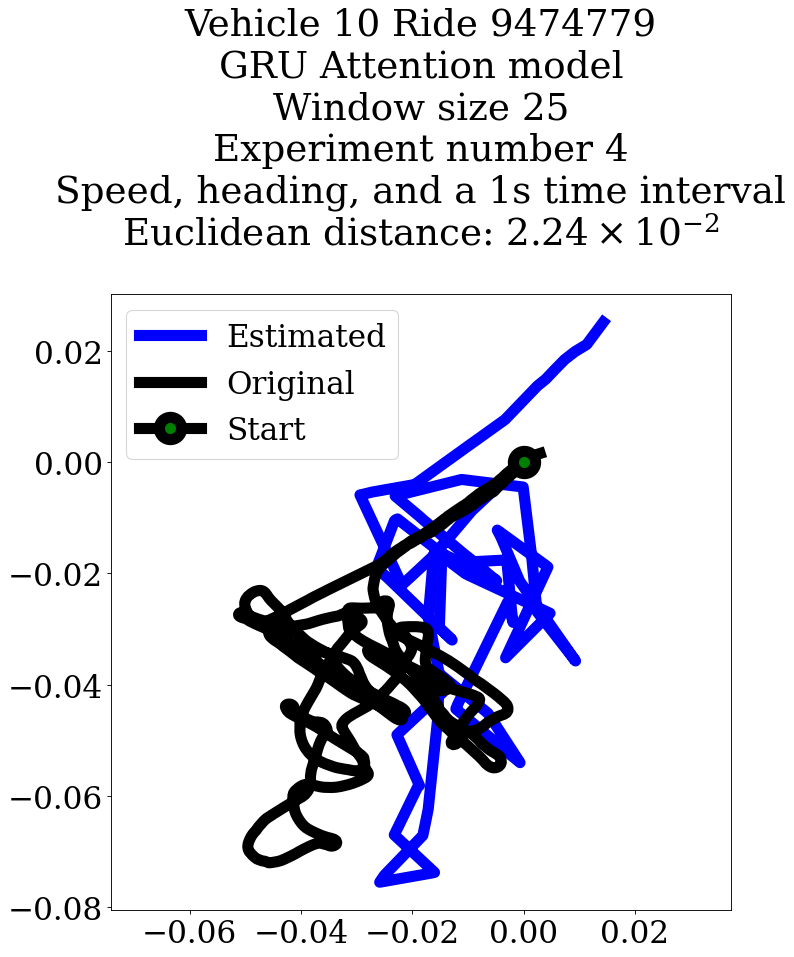 Vehicle 10 Ride 9474779
GRU Attention model
Window size 25
Experiment number 4
Speed, heading, and a 1s time interval
Euclidean distance: 2.24 × 10⁻²
Estimated
Original
Start
0.02
0.00
−0.02
−0.04
−0.06
−0.08
−0.06 −0.04 −0.02 0.00 0.02